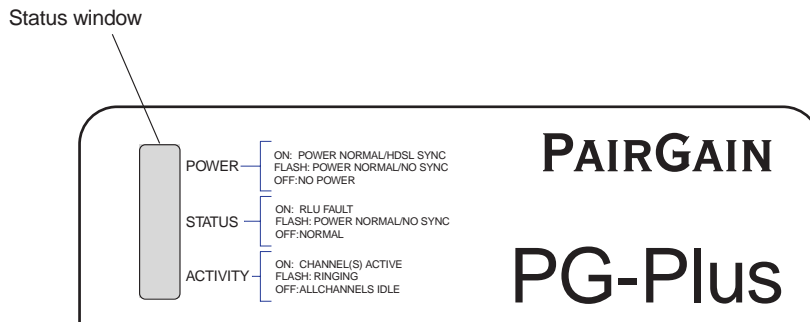 Status window
PAIRGAIN
POWER
ON: POWER NORMAL/HDSL SYNC
FLASH: POWER NORMAL/NO SYNC
OFF:NO POWER
STATUS
ON: RLU FAULT
FLASH: POWER NORMAL/NO SYNC
OFF:NORMAL
PG-Plus
ACTIVITY
ON: CHANNEL(S) ACTIVE
FLASH: RINGING
OFF:ALLCHANNELS IDLE